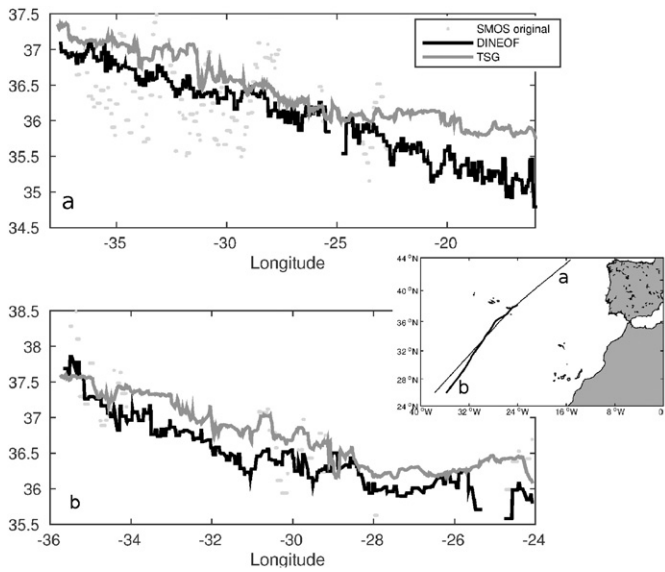 37.5
37
36.5
36
35.5
35
34.5
a
SMOS original
DINEOF
TSG
-35
-30
-25
-20
Longitude
44 °N
40 °N
36 °N
32 °N
28 °N
24 °N
40 °W
32 °W
24 °W
16 °W
8 °W
0
a
b
38.5
38
37.5
37
36.5
36
35.5
b
-36
-34
-32
-30
-28
-26
-24
Longitude